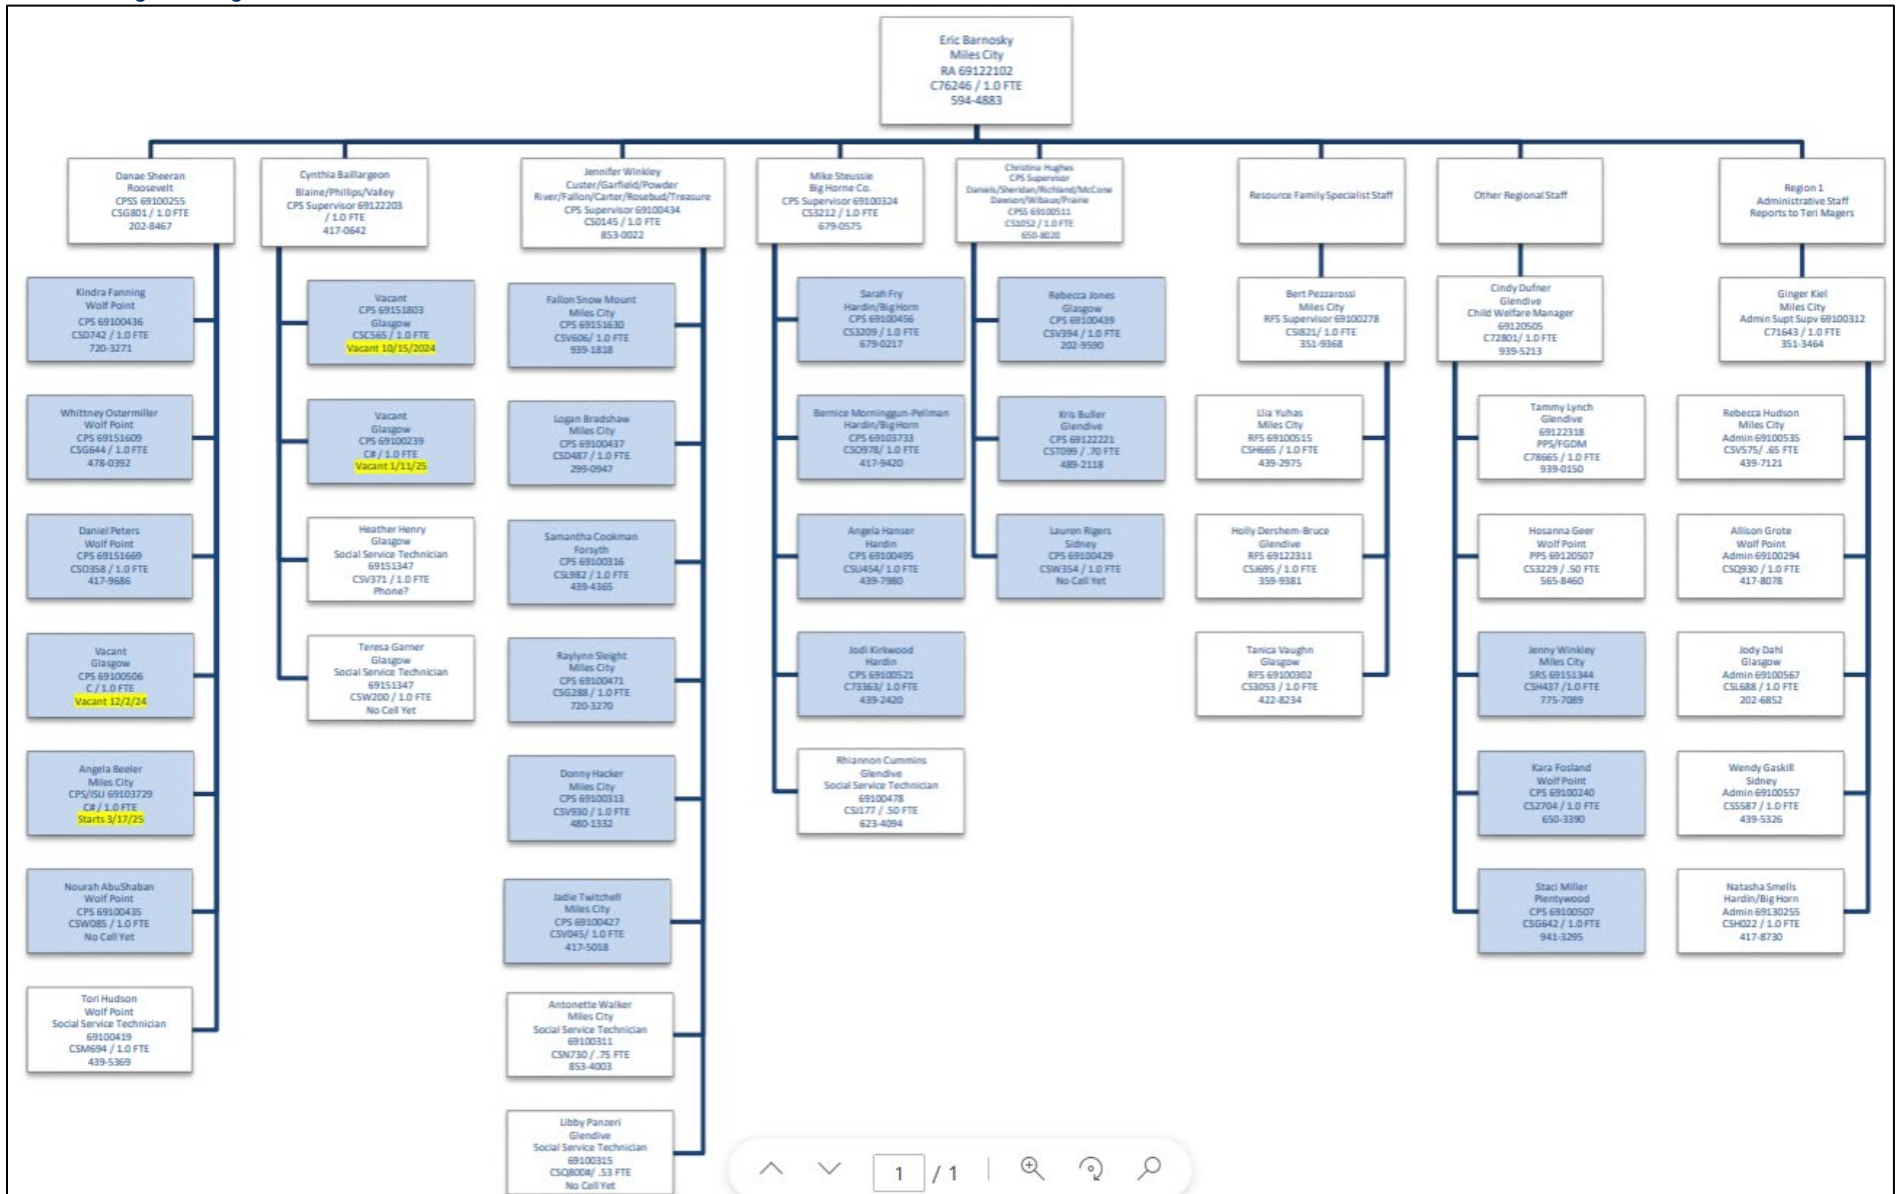 Eric Barnosky
Miles City
RA 69122102
C76246 / 1.0 FTE
594-4883
Danae Sheeran
Roosevelt
CPSS 69100255
CSG801 / 1.0 FTE
202-8467
Cynthia Baillargeon
Blaine/Phillips/Valley
CPS Supervisor 69122203
/ 1.0 FTE
417-0642
Jennifer Winkley
Custer/Garfield/Powder
River/Fallon/Carter/Rosebud/Treasure
CPS Supervisor 69100434
CS0145 / 1.0 FTE
853-0022
Mike Steussie
Big Horne Co.
CPS Supervisor 69100324
CS3212 / 1.0 FTE
679-0575
Christina Hughes
CPS Supervisor
Daniels/Sheridan/Richland/McCone
Dawson/Wibaux/Prairie
CPSS 69100511
CS1052 / 1.0 FTE
650-8020
Resource Family Specialist Staff
Other Regional Staff
Region 1
Administrative Staff
Reports to Teri Magers
Kindra Fanning
Wolf Point
CPS 69100436
CSD742 / 1.0 FTE
720-3271
Whittney Ostermiller
Wolf Point
CPS 69151609
CSG644 / 1.0 FTE
478-0392
Daniel Peters
Wolf Point
CPS 69151669
CSO358 / 1.0 FTE
417-9686
Vacant
Glasgow
CPS 69100506
C / 1.0 FTE
Vacant 12/2/24
Angela Beeler
Miles City
CPS/ISU 69103729
C# / 1.0 FTE
Starts 3/17/25
Nourah AbuShaban
Wolf Point
CPS 69100435
CSW085 / 1.0 FTE
No Cell Yet
Tori Hudson
Wolf Point
Social Service Technician
69100419
CSM694 / 1.0 FTE
439-5369
Vacant
CPS 69151803
Glasgow
CSC565 / 1.0 FTE
Vacant 10/15/2024
Vacant
Glasgow
CPS 69100239
C# / 1.0 FTE
Vacant 1/11/25
Heather Henry
Glasgow
Social Service Technician
69151347
CSV371 / 1.0 FTE
Phone?
Teresa Garner
Glasgow
Social Service Technician
69151347
CSW200 / 1.0 FTE
No Cell Yet
Fallon Snow Mount
Miles City
CPS 69151630
CSV606/ 1.0 FTE
939-1818
Logan Bradshaw
Miles City
CPS 69100437
CSD487 / 1.0 FTE
299-0947
Samantha Cookman
Forsyth
CPS 69100316
CSL982 / 1.0 FTE
439-4365
Raylynn Sleight
Miles City
CPS 69100471
CSG288 / 1.0 FTE
720-3270
Donny Hacker
Miles City
CPS 69100313
CSV930 / 1.0 FTE
480-1332
Jadie Twitchell
Miles City
CPS 69100427
CSV045/ 1.0 FTE
417-5018
Antonette Walker
Miles City
Social Service Technician
69100311
CSN730 / .75 FTE
853-4003
Libby Panzeri
Glendive
Social Service Technician
69100315
CSQ800#/ .53 FTE
No Cell Yet
Sarah Fry
Hardin/Big Horn
CPS 69100456
CS3209 / 1.0 FTE
679-0217
Bernice Morninggun-Pellman
Hardin/Big Horn
CPS 69103733
CSO978/ 1.0 FTE
417-9420
Angela Hanser
Hardin
CPS 69100495
CSU454/ 1.0 FTE
439-7980
Jodi Kirkwood
Hardin
CPS 69100521
C73363/ 1.0 FTE
439-2420
Rhiannon Cummins
Glendive
Social Service Technician
69100478
CSJ177 / .50 FTE
623-4094
Rebecca Jones
Glasgow
CPS 69100439
CSV394 / 1.0 FTE
202-9590
Kris Buller
Glendive
CPS 69122221
CST099 / .70 FTE
489-2118
Lauren Rigers
Sidney
CPS 69100429
CSW354 / 1.0 FTE
No Cell Yet
Bert Pezzarossi
Miles City
RFS Supervisor 69100278
CSI821/ 1.0 FTE
351-9368
Llia Yuhas
Miles City
RFS 69100515
CSH665 / 1.0 FTE
439-2975
Holly Dershem-Bruce
Glendive
RFS 69122311
CSJ695 / 1.0 FTE
359-9381
Tanica Vaughn
Glasgow
RFS 69100302
CS3053 / 1.0 FTE
422-8234
Cindy Dufner
Glendive
Child Welfare Manager
69120505
C72801/ 1.0 FTE
939-5213
Tammy Lynch
Glendive
69122318
PPS/FGDM
C78665 / 1.0 FTE
939-0150
Hosanna Geer
Wolf Point
PPS 69120507
CS3229 / .50 FTE
565-8460
Jenny Winkley
Miles City
SRS 69151344
CSH437 /1.0 FTE
775-7089
Kara Fosland
Wolf Point
CPS 69100240
CS2704 / 1.0 FTE
650-3390
Staci Miller
Plentywood
CPS 69100507
CSG642 / 1.0 FTE
941-3295
Ginger Kiel
Miles City
Admin Supt Supv 69100312
C71643 / 1.0 FTE
351-3464
Rebecca Hudson
Miles City
Admin 69100535
CSV575/ .65 FTE
439-7121
Allison Grote
Wolf Point
Admin 69100294
CSQ930 / 1.0 FTE
417-8078
Jody Dahl
Glasgow
Admin 69100567
CSL688 / 1.0 FTE
202-6852
Wendy Gaskill
Sidney
Admin 69100557
CSS587 / 1.0 FTE
439-5326
Natasha Smells
Hardin/Big Horn
Admin 69130255
CSH022 / 1.0 FTE
417-8730
1 / 1